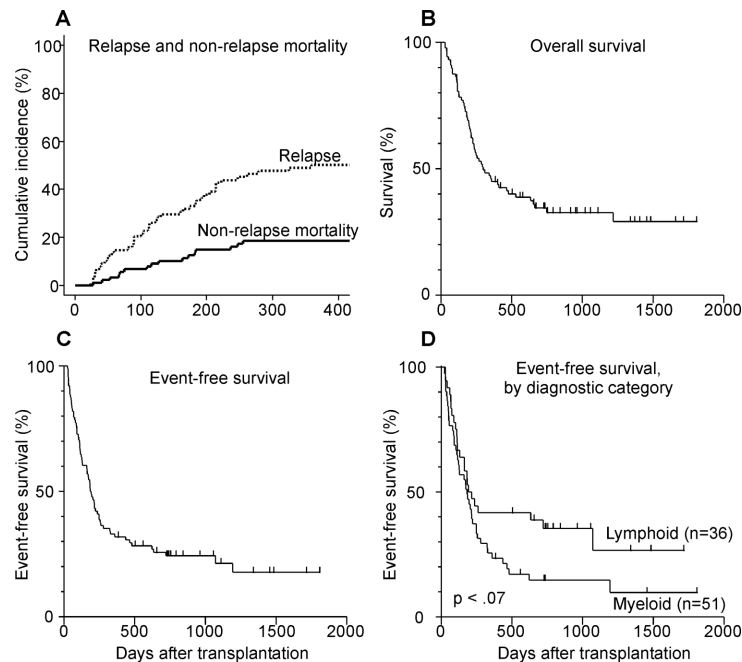 A
Relapse and non-relapse mortality
Cumulative incidence (%)
100
80
60
40
20
0
Relapse
Non-relapse mortality
0 100 200 300 400
B
Overall survival
Survival (%)
100
50
0
0 500 1000 1500 2000
C
Event-free survival
Event-free survival (%)
100
50
0
0 500 1000 1500 2000
Days after transplantation
D
Event-free survival,
by diagnostic category
Event-free survival (%)
100
50
0
Lymphoid (n=36)
Myeloid (n=51)
p < .07
0 500 1000 1500 2000
Days after transplantation